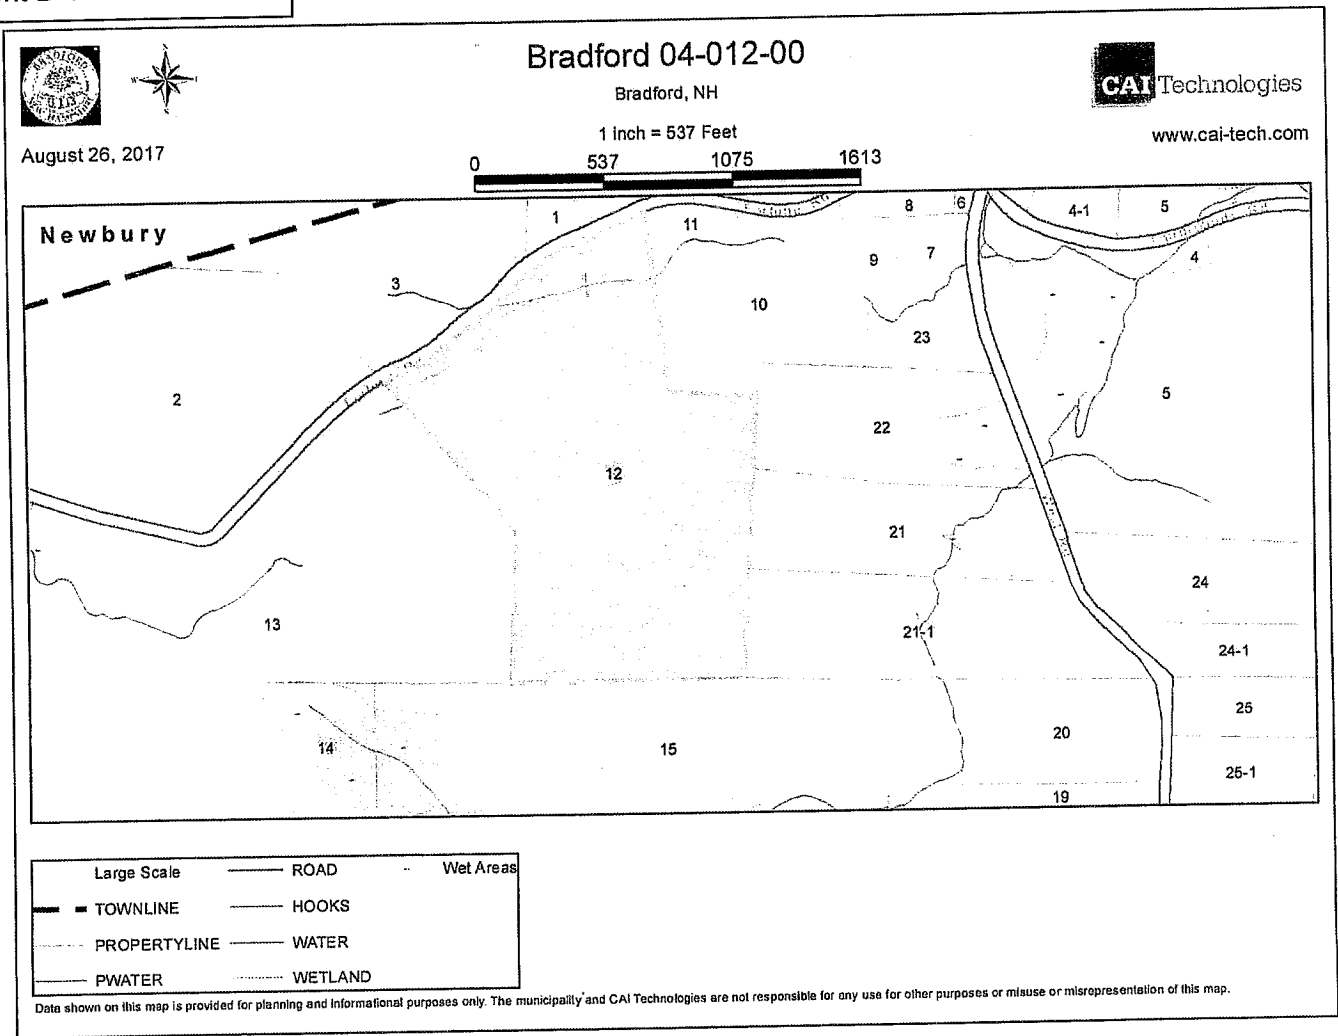 Bradford 04-012-00
Bradford, NH
1 inch = 537 Feet
0 537 1075 1613
August 26, 2017
CAI Technologies
www.cai-tech.com
BRADFORD
NEW HAMPSHIRE
Newbury
1
11
8
6
4-1
5
3
9
7
4
10
23
2
5
22
12
21
24
13
21-1
24-1
25
14
15
20
25-1
19
Large Scale ROAD Wet Areas
TOWNLINE HOOKS
PROPERTYLINE WATER
PWATER WETLAND
Data shown on this map is provided for planning and informational purposes only. The municipality and CAI Technologies are not responsible for any use for other purposes or misuse or misrepresentation of this map.